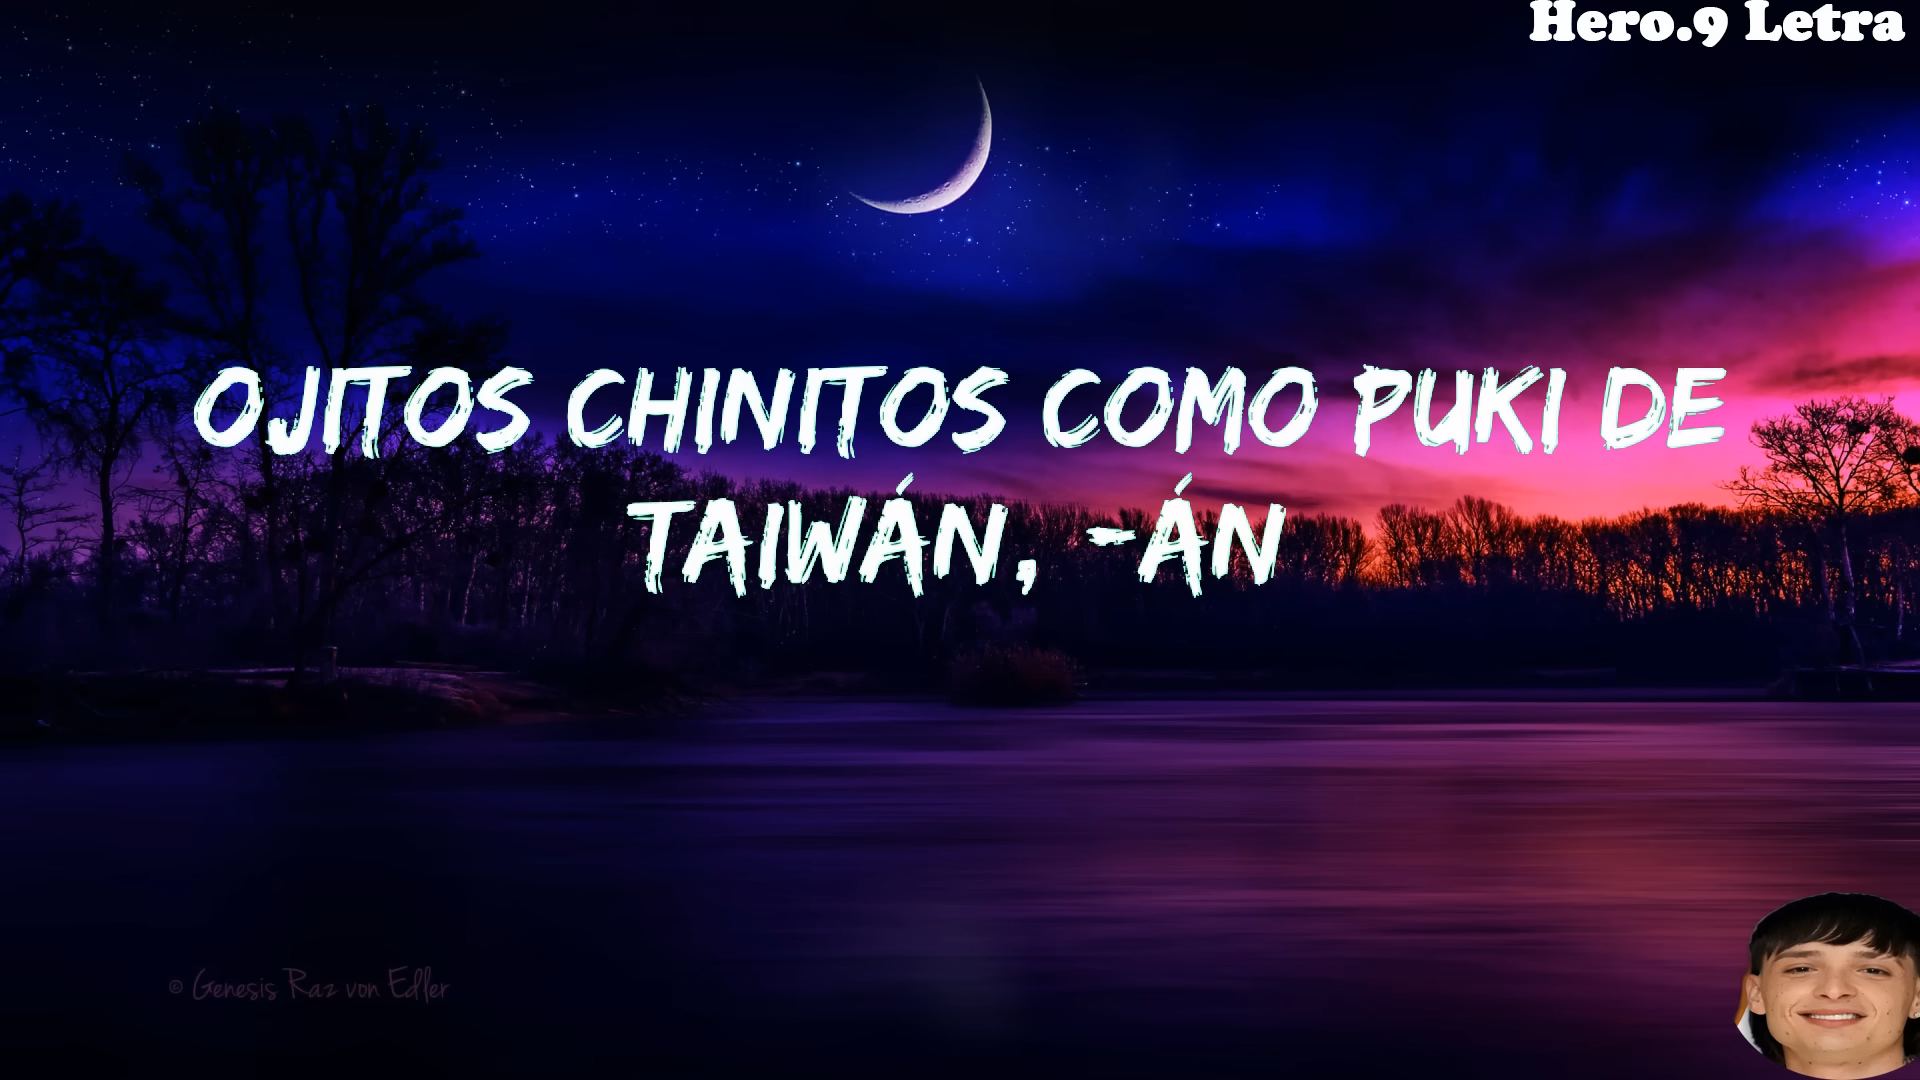 Hero.9 Letra
OJITOS CHINITOS COMO PUKI DE
TAIWÁN, -ÁN
© Genesis Raz von Edler